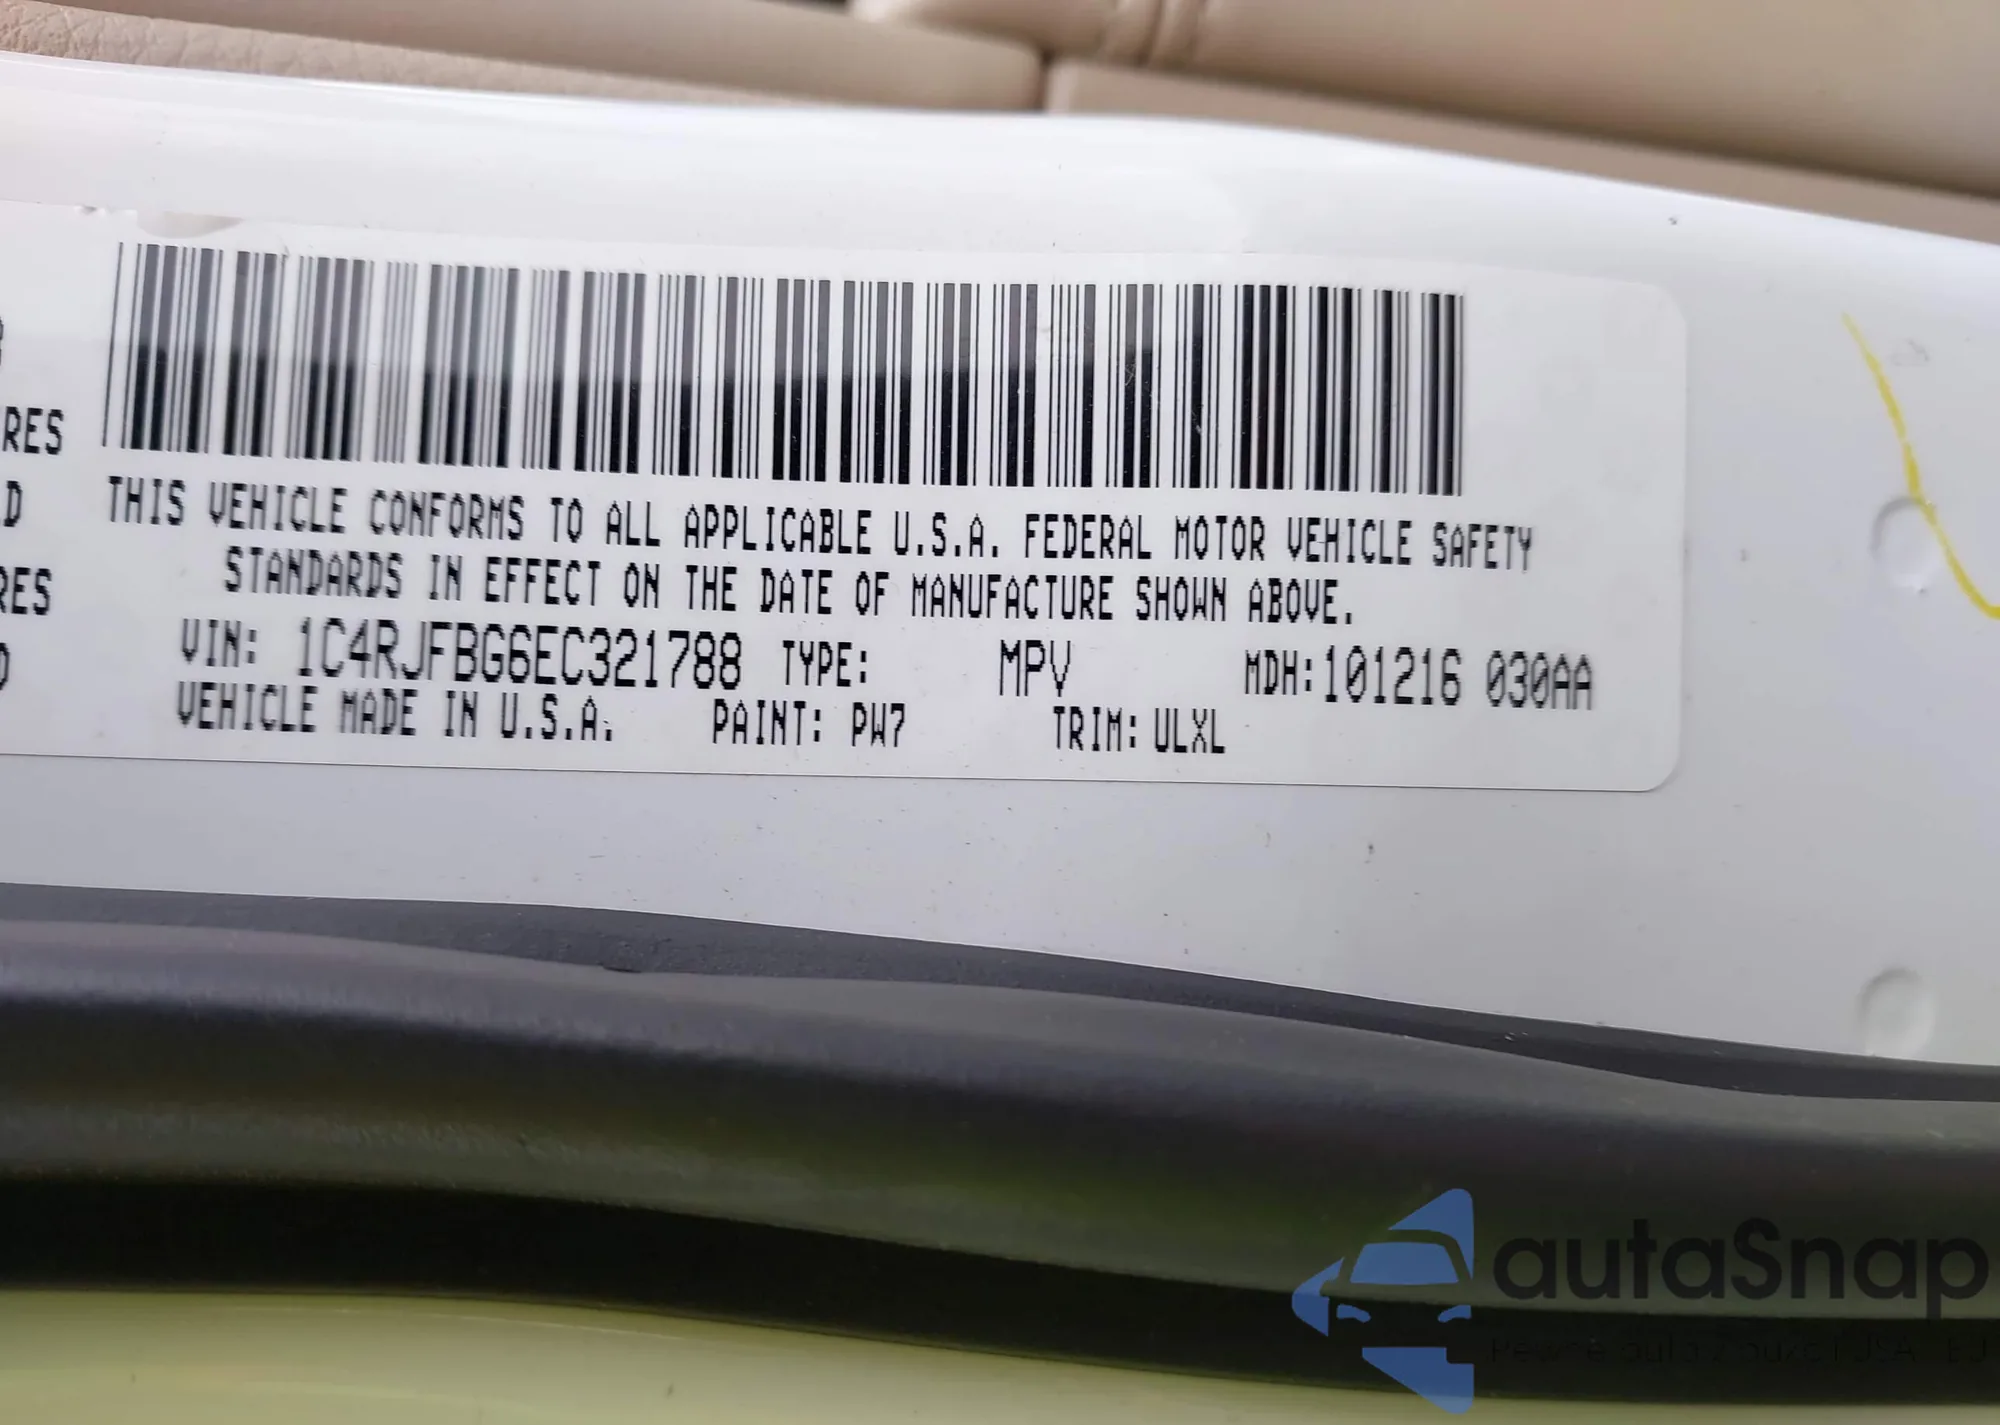 RES
D
RES
D
THIS VEHICLE CONFORMS TO ALL APPLICABLE U.S.A. FEDERAL MOTOR VEHICLE SAFETY
STANDARDS IN EFFECT ON THE DATE OF MANUFACTURE SHOWN ABOVE.
VIN: 1C4RJFBG6EC321788 TYPE: MPV MDH:101216 030AA
VEHICLE MADE IN U.S.A. PAINT: PW7 TRIM: ULXL
autaSnap